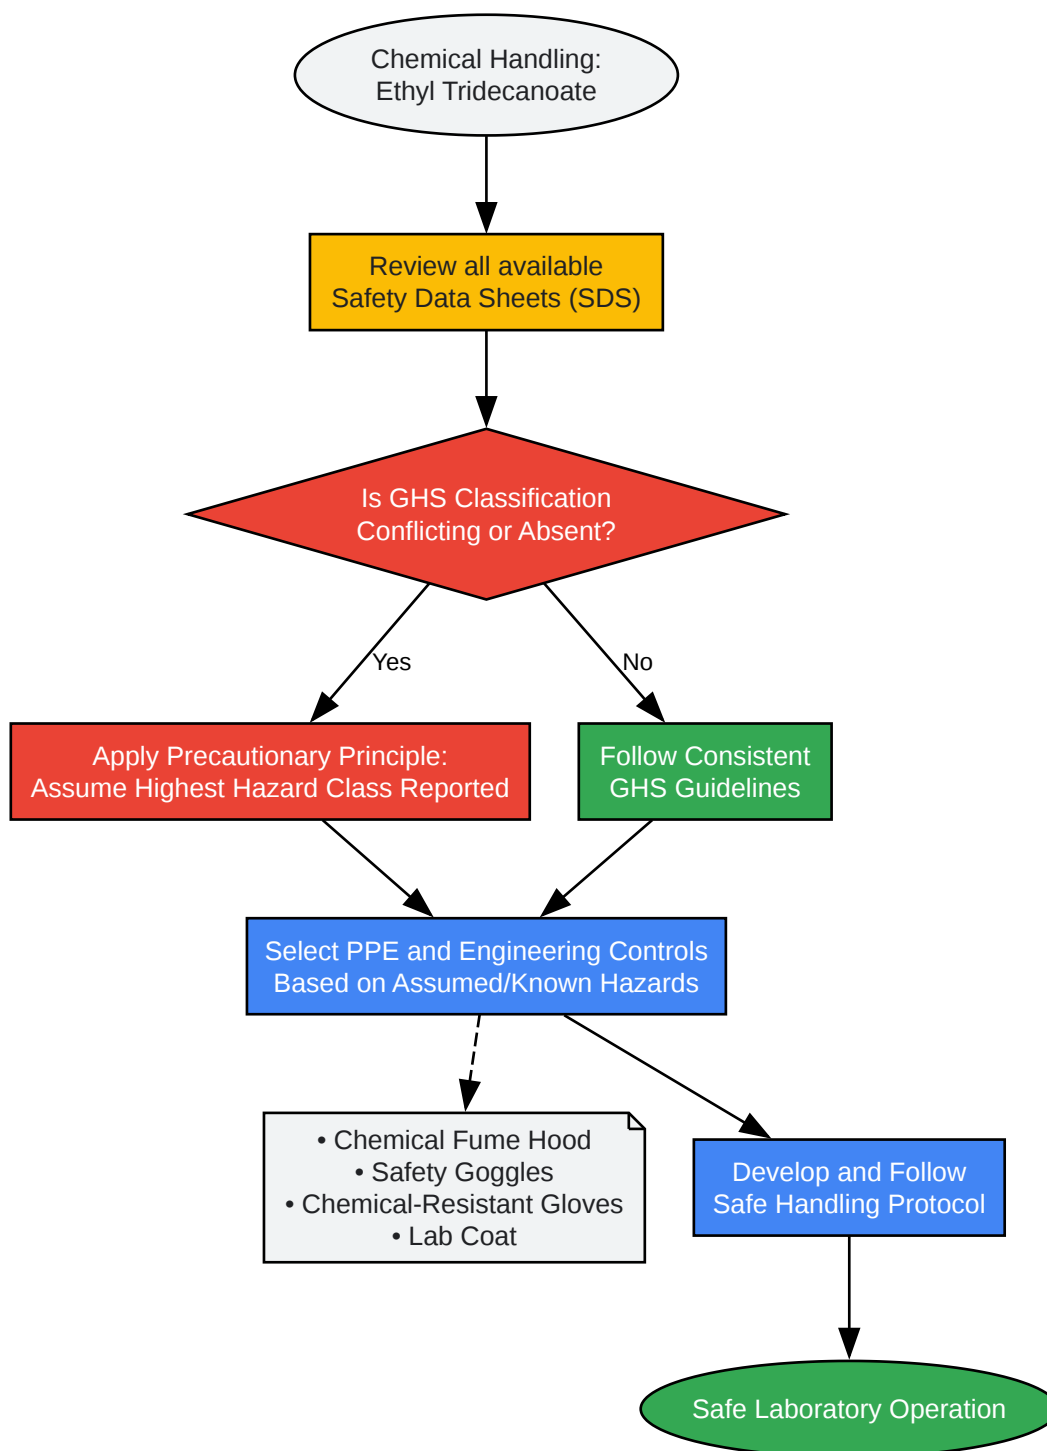 Chemical Handling:
Ethyl Tridecanoate
Review all available
Safety Data Sheets (SDS)
Is GHS Classification
Conflicting or Absent?
Yes
No
Apply Precautionary Principle:
Assume Highest Hazard Class Reported
Follow Consistent
GHS Guidelines
Select PPE and Engineering Controls
Based on Assumed/Known Hazards
• Chemical Fume Hood
• Safety Goggles
• Chemical-Resistant Gloves
• Lab Coat
Develop and Follow
Safe Handling Protocol
Safe Laboratory Operation